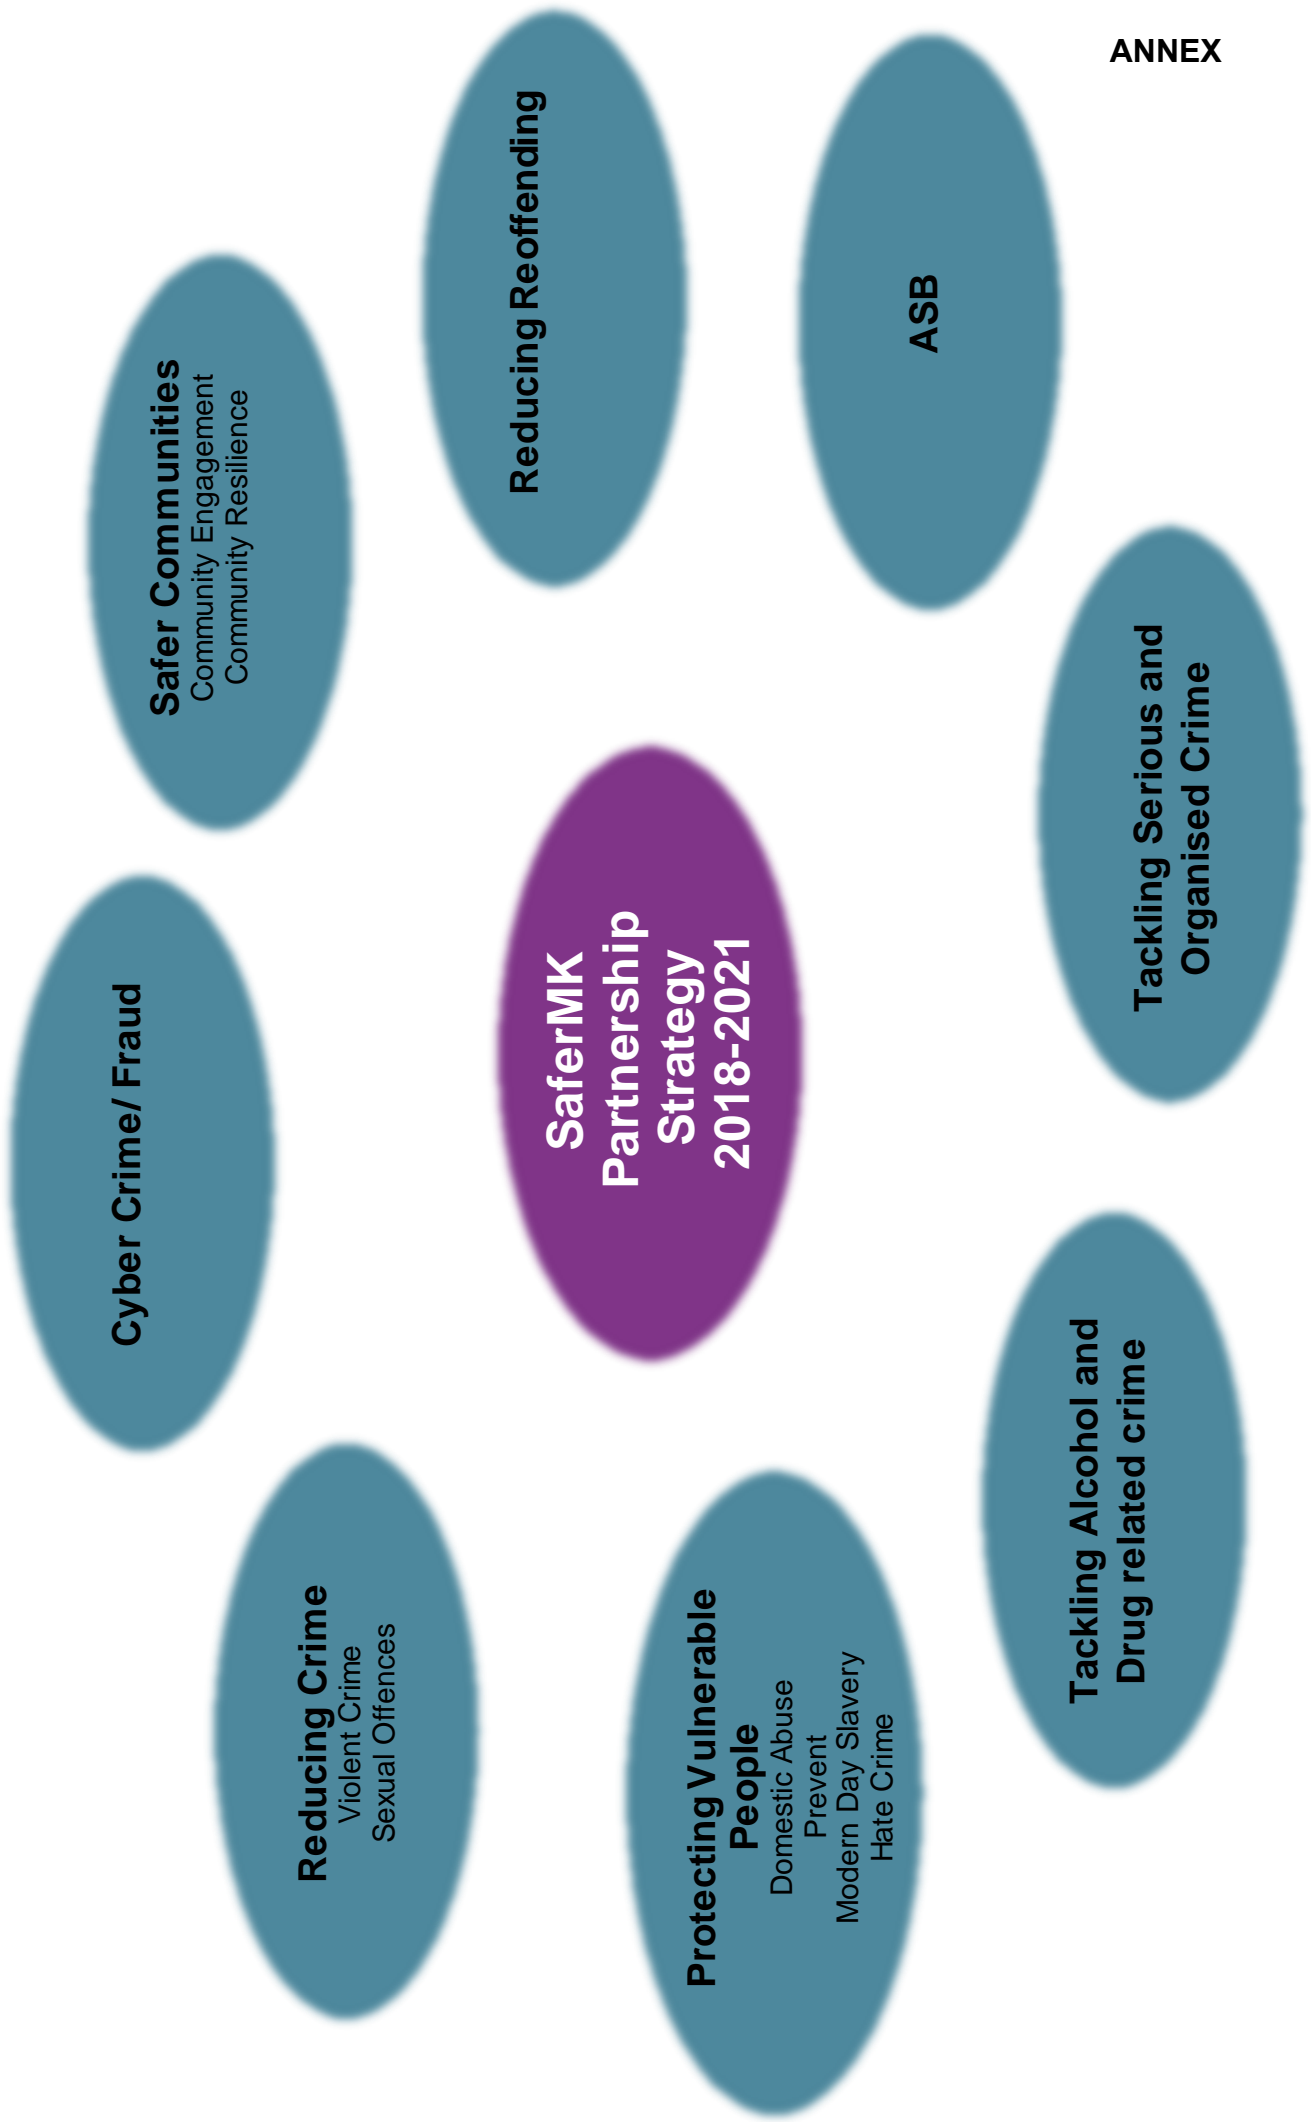 ANNEX
Cyber Crime/ Fraud
Safer Communities
Community Engagement
Community Resilience
Reducing Reoffending
ASB
Tackling Serious and
Organised Crime
Tackling Alcohol and
Drug related crime
Protecting Vulnerable
People
Domestic Abuse
Prevent
Modern Day Slavery
Hate Crime
Reducing Crime
Violent Crime
Sexual Offences
SaferMK
Partnership
Strategy
2018-2021